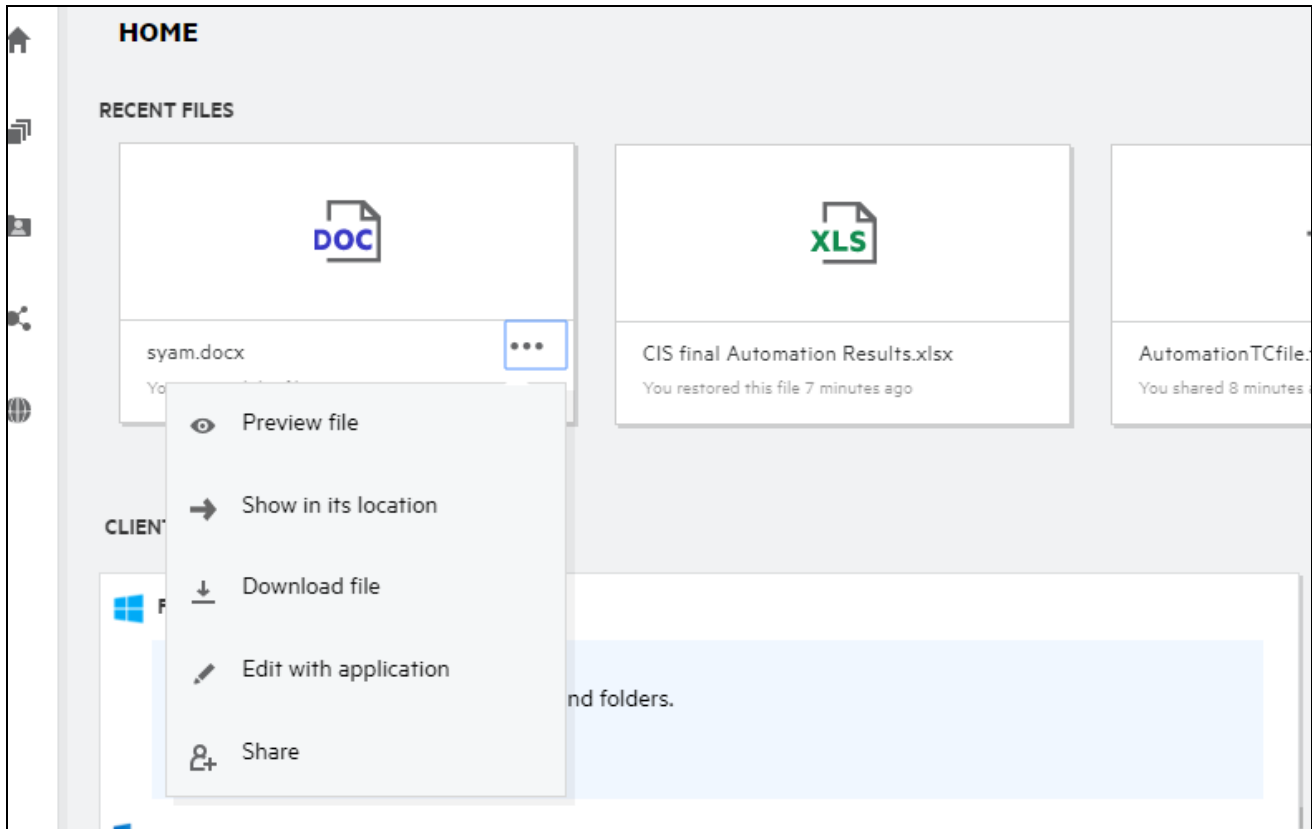 HOME
RECENT FILES
DOC
XLS
syam.docx
CIS final Automation Results.xlsx
You restored this file 7 minutes ago
AutomationTCfile.
You shared 8 minutes
Preview file
Show in its location
CLIENT
Download file
Edit with application
nd folders.
Share